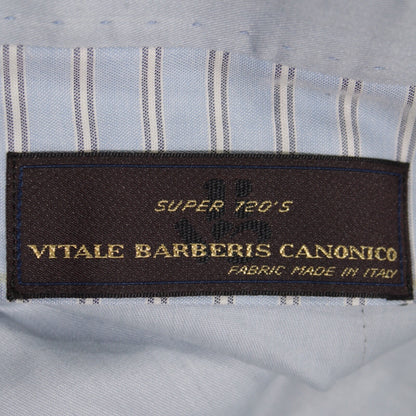 SUPER 120'S
VITALE BARBERIS CANONICO
FABRIC MADE IN ITALY